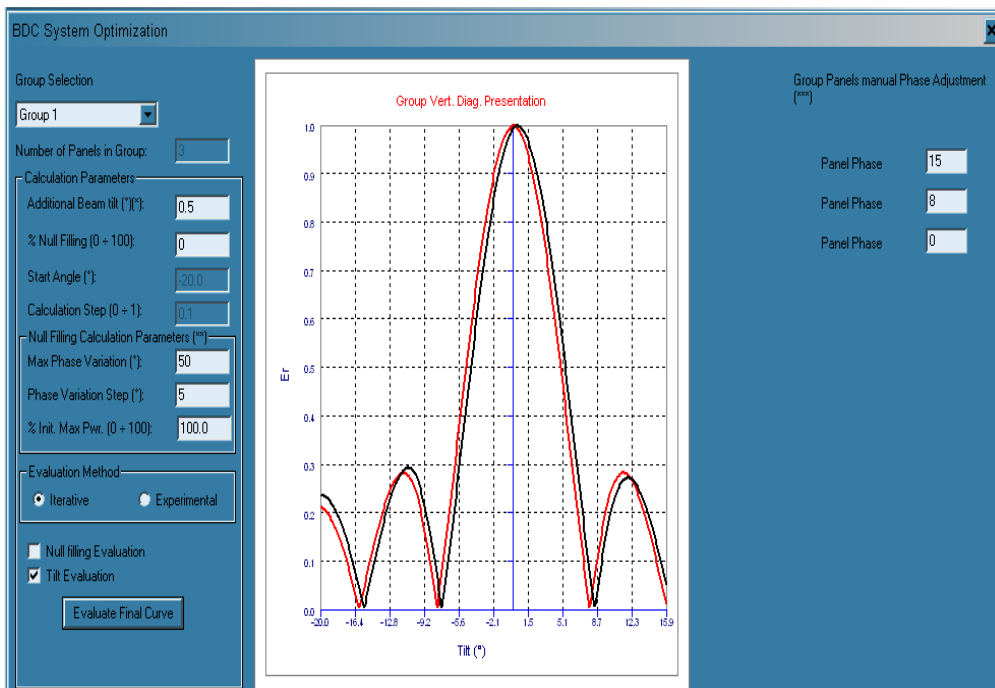 BDC System Optimization
Group Selection
Group 1
Number of Panels in Group: 3
Calculation Parameters
Additional Beam tilt (°)(*): 0.5
% Null Filling (0 ÷ 100): 0
Start Angle (°): -20.0
Calculation Step (0 ÷ 1): 0.1
Null Filling Calculation Parameters (**)
Max Phase Variation (°): 50
Phase Variation Step (°): 5
% Init. Max Pwr. (0 ÷ 100): 100.0
Evaluation Method
Iterative Experimental
Null filling Evaluation
Tilt Evaluation
Evaluate Final Curve
Group Vert. Diag. Presentation
1.0
0.9
0.8
0.7
0.6
0.5
0.4
0.3
0.2
0.1
0.0
Er
-20.0 -16.4 -12.8 -9.2 -5.6 -2.1 1.5 5.1 8.7 12.3 15.9
Tilt (°)
Group Panels manual Phase Adjustment
(***)
Panel Phase 15
Panel Phase 8
Panel Phase 0